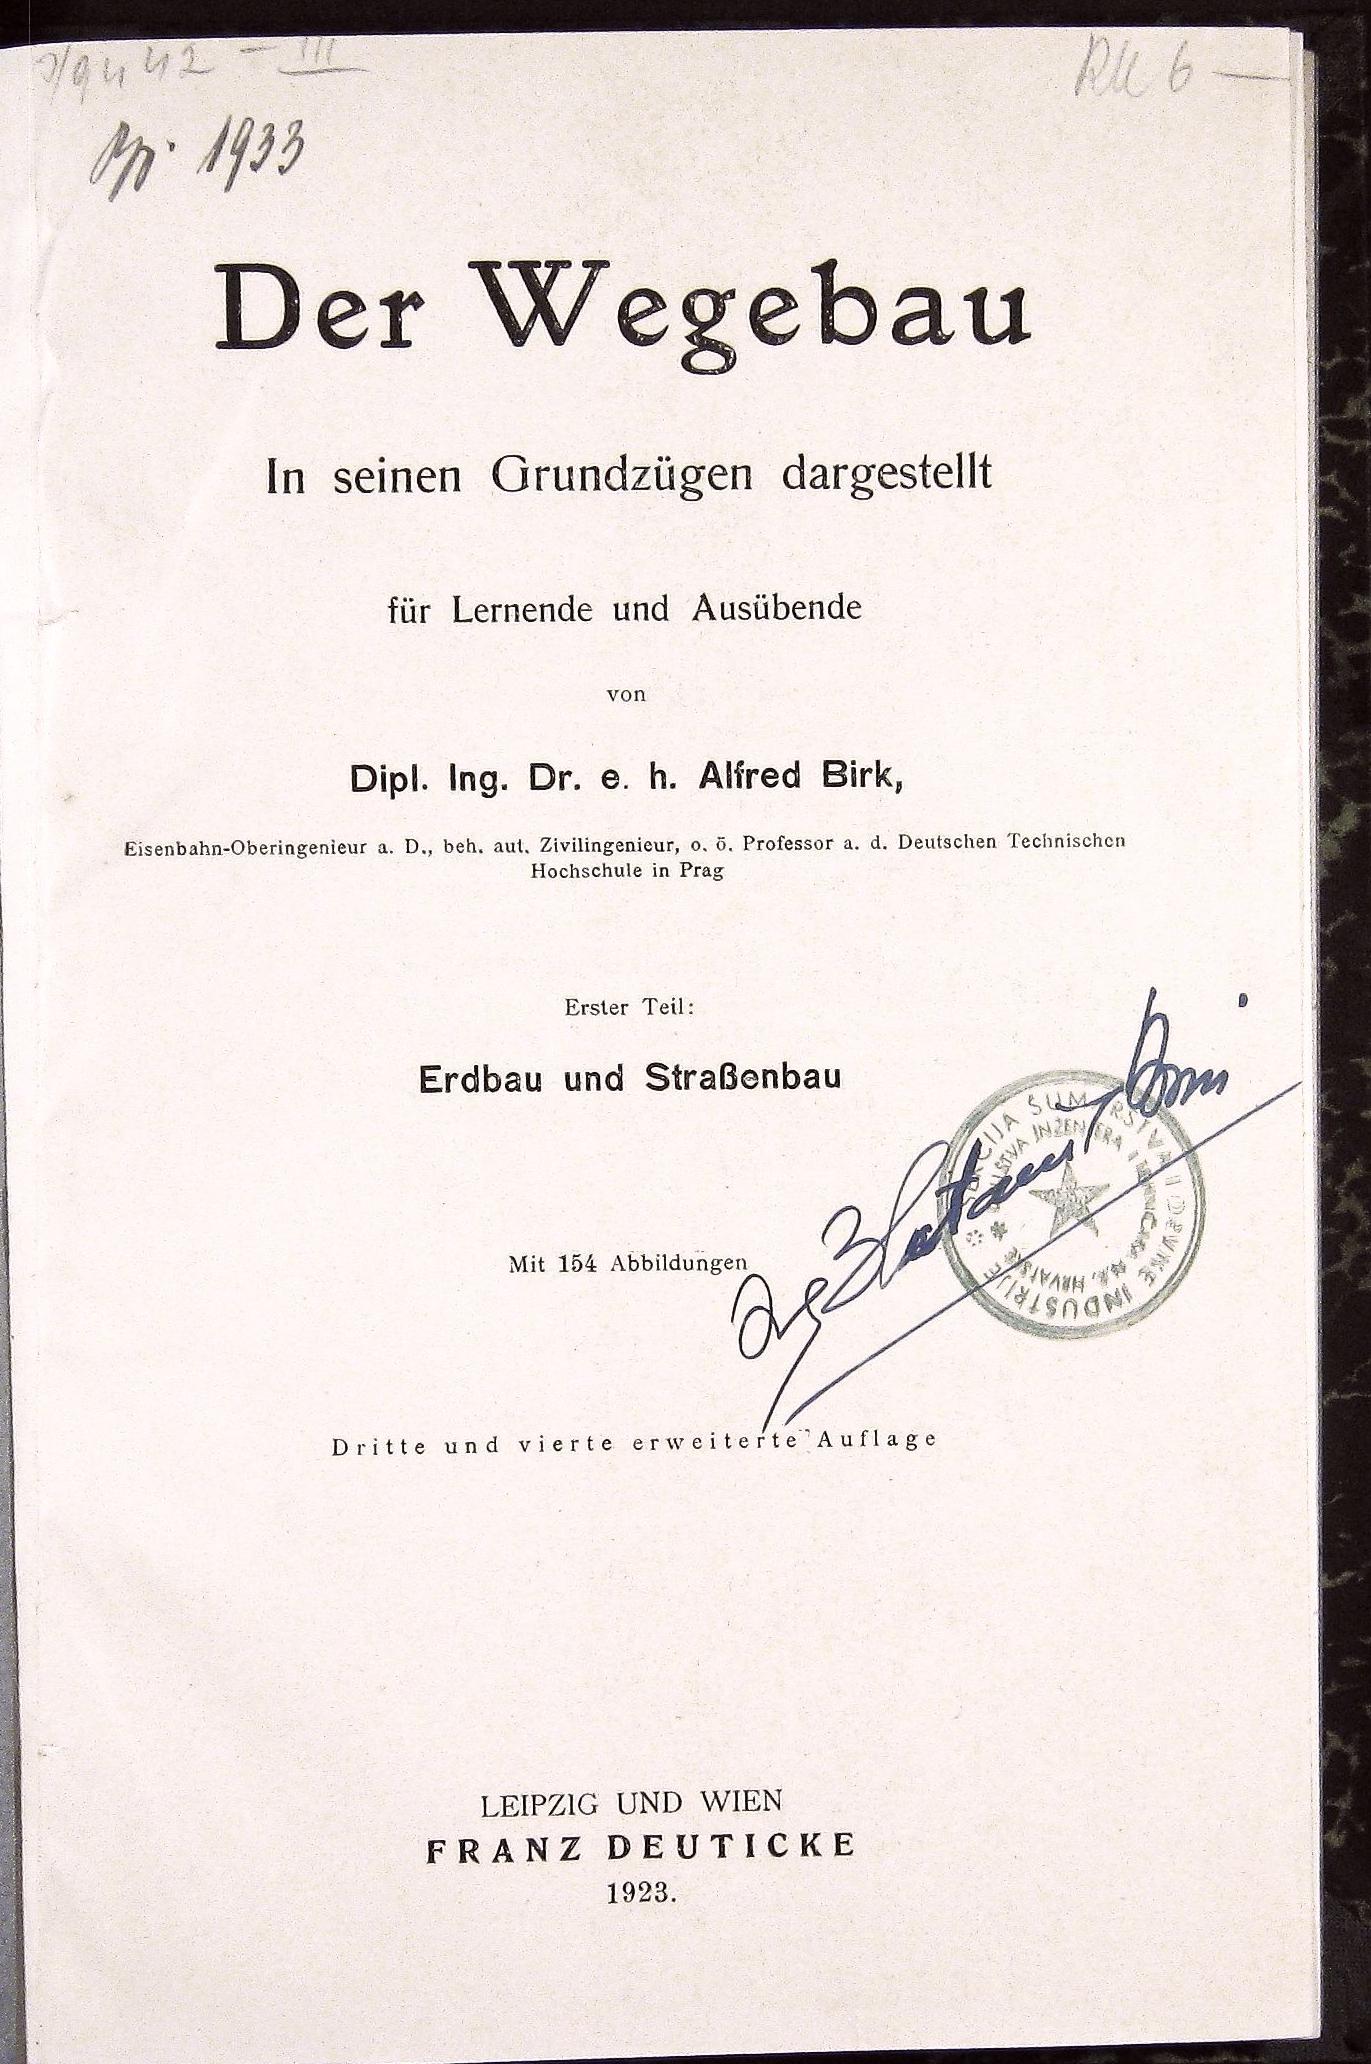 1933
Der Wegebau
In seinen Grundzügen dargestellt
für Lernende und Ausübende
von
Dipl. Ing. Dr. e. h. Alfred Birk,
Eisenbahn-Oberingenieur a. D., beh. aut. Zivilingenieur, o. ö. Professor a. d. Deutschen Technischen
Hochschule in Prag
Erster Teil:
Erdbau und Straßenbau
INDUSTRIJE
N.R. HRVATSKE
Mit 154 Abbildungen
Dritte und vierte erweiterte Auflage
LEIPZIG UND WIEN
FRANZ DEUTICKE
1923.